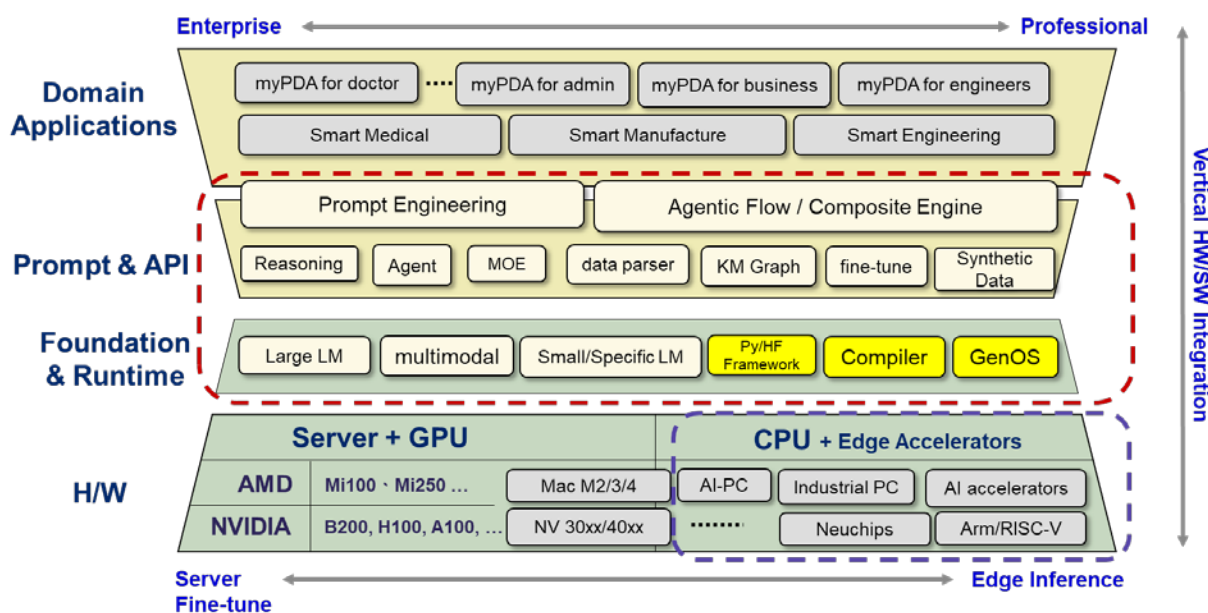 Enterprise
Professional
Domain
Applications
myPDA for doctor
....
myPDA for admin
myPDA for business
myPDA for engineers
Smart Medical
Smart Manufacture
Smart Engineering
Prompt & API
Prompt Engineering
Agentic Flow / Composite Engine
Reasoning
Agent
MOE
data parser
KM Graph
fine-tune
Synthetic
Data
Foundation
& Runtime
Large LM
multimodal
Small/Specific LM
Py/HF
Framework
Compiler
GenOS
H/W
Server + GPU
CPU + Edge Accelerators
AMD
Mi100、Mi250 ...
Mac M2/3/4
AI-PC
Industrial PC
AI accelerators
NVIDIA
B200, H100, A100, ...
NV 30xx/40xx
........
Neuchips
Arm/RISC-V
Server
Fine-tune
Edge Inference
Vertical HW/SW Integration